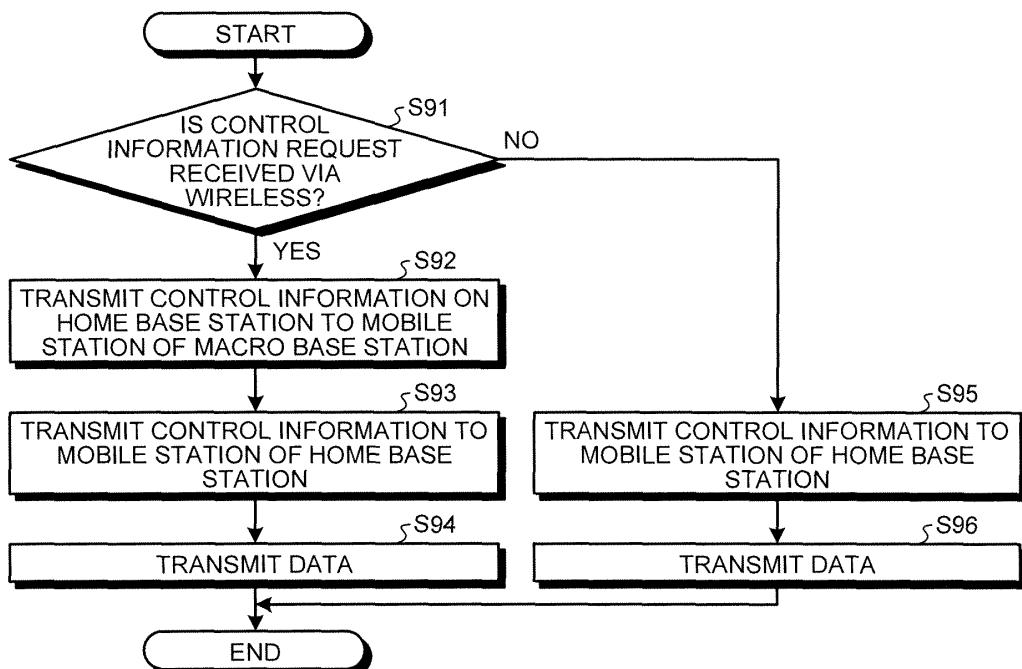 START
S91
IS CONTROL
INFORMATION REQUEST
RECEIVED VIA
WIRELESS?
NO
YES
S92
TRANSMIT CONTROL INFORMATION ON
HOME BASE STATION TO MOBILE
STATION OF MACRO BASE STATION
S93
TRANSMIT CONTROL INFORMATION TO
MOBILE STATION OF HOME BASE
STATION
S95
TRANSMIT CONTROL INFORMATION TO
MOBILE STATION OF HOME BASE
STATION
S94
TRANSMIT DATA
S96
TRANSMIT DATA
END